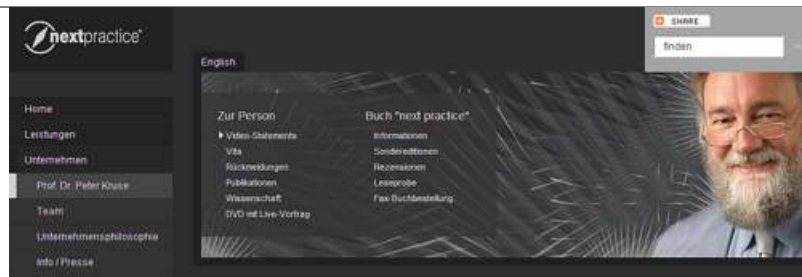 nextpractice®
SHARE
finden
English
Home
Leistungen
Unternehmen
Prof. Dr. Peter Kruse
Team
Unternehmensphilosophie
Info / Presse
Zur Person
Video-Statements
Vita
Rückmeldungen
Publikationen
Wissenschaft
DVD mit Live-Vortrag
Buch "next practice"
Informationen
Sondereditionen
Rezensionen
Leseprobe
Fax-Buchbestellung